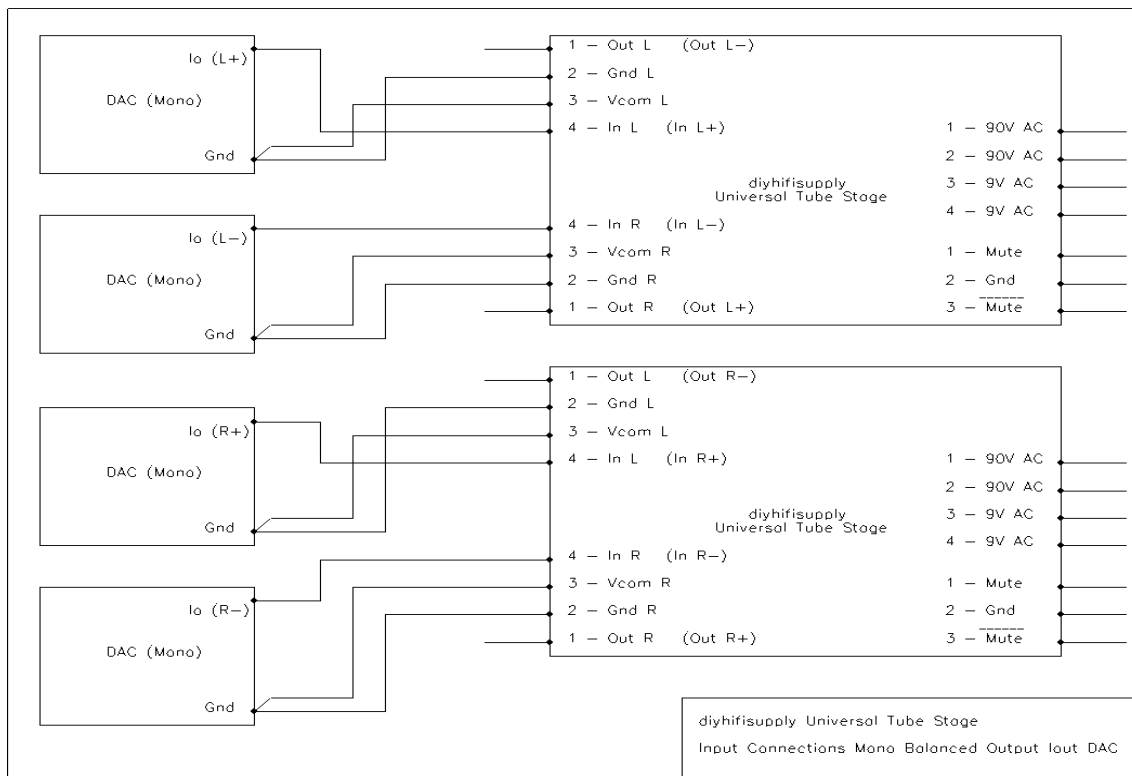 Io (L+)
DAC (Mono)
Gnd
Io (L−)
DAC (Mono)
Gnd
Io (R+)
DAC (Mono)
Gnd
Io (R−)
DAC (Mono)
Gnd
1 − Out L (Out L−)
2 − Gnd L
3 − Vcom L
4 − In L (In L+)
diyhifisupply
Universal Tube Stage
4 − In R (In L−)
3 − Vcom R
2 − Gnd R
1 − Out R (Out L+)
1 − 90V AC
2 − 90V AC
3 − 9V AC
4 − 9V AC
1 − Mute
2 − Gnd
3 − Mute
1 − Out L (Out R−)
2 − Gnd L
3 − Vcom L
4 − In L (In R+)
diyhifisupply
Universal Tube Stage
4 − In R (In R−)
3 − Vcom R
2 − Gnd R
1 − Out R (Out R+)
1 − 90V AC
2 − 90V AC
3 − 9V AC
4 − 9V AC
1 − Mute
2 − Gnd
3 − Mute
diyhifisupply Universal Tube Stage
Input Connections Mono Balanced Output Iout DAC